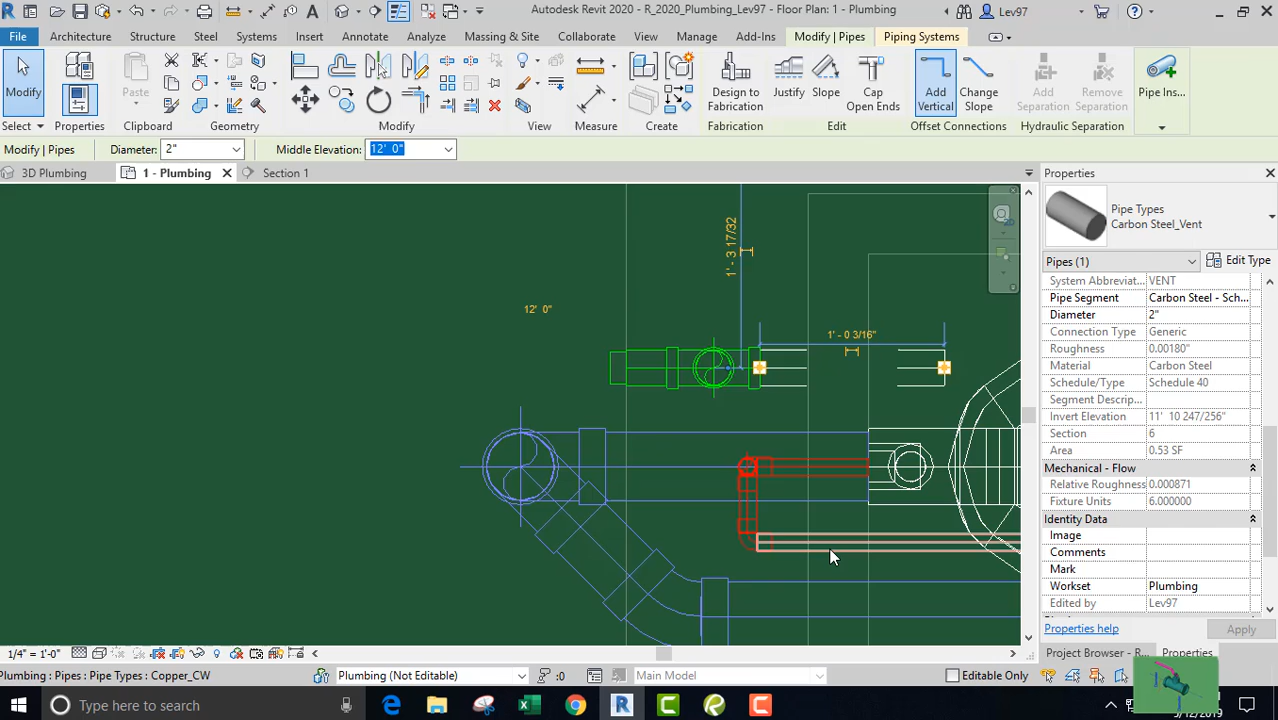 Autodesk Revit 2020 - R_2020_Plumbing_Lev97 - Floor Plan: 1 - Plumbing
Lev97
File Architecture Structure Steel Systems Insert Annotate Analyze Massing & Site Collaborate View Manage Add-Ins Modify | Pipes Piping Systems
Modify Paste Design to Fabrication Justify Slope Cap Open Ends Add Vertical Change Slope Add Separation Remove Separation Pipe Ins...
Select Properties Clipboard Geometry Modify View Measure Create Fabrication Edit Offset Connections Hydraulic Separation
Modify | Pipes Diameter: 2" Middle Elevation: 12' 0"
3D Plumbing 1 - Plumbing Section 1
Properties
Pipe Types
Carbon Steel_Vent
Pipes (1) Edit Type
System Abbreviat... VENT
Pipe Segment Carbon Steel - Sch...
Diameter 2"
Connection Type Generic
Roughness 0.00180"
Material Carbon Steel
Schedule/Type Schedule 40
Segment Descrip...
Invert Elevation 11' 10 247/256"
Section 6
Area 0.53 SF
Mechanical - Flow
Relative Roughness 0.000871
Fixture Units 6.000000
Identity Data
Image
Comments
Mark
Workset Plumbing
Edited by Lev97
Properties help Apply
Project Browser - R... Properties
1' - 3 17/32
12' 0"
1' - 0 3/16"
1/4" = 1'-0"
Plumbing : Pipes : Pipe Types : Copper_CW Plumbing (Not Editable) :0 Main Model Editable Only
Type here to search